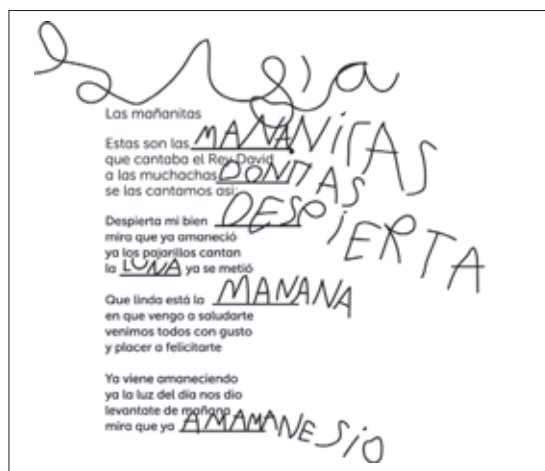 Las mañanitas
Estas son las MAÑANITAS
que cantaba el Rey David
a las muchachas BONITAS
se las cantamos así:
Despierta mi bien DESPIERTA
mira que ya amaneció
ya los pajarillos cantan
la LUNA ya se metió
Que linda está la MANANA
en que vengo a saludarte
venimos todos con gusto
y placer a felicitarte
Ya viene amaneciendo
ya la luz del día nos dio
levantate de mañana
mira que ya AMAMANESIO